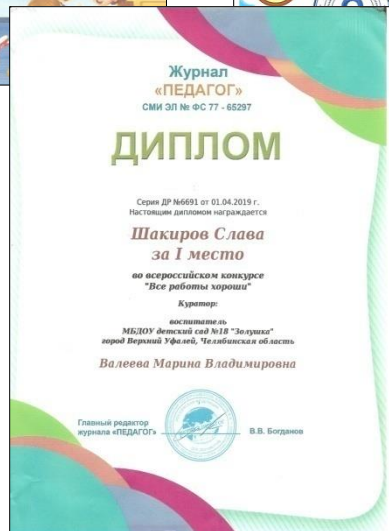 Журнал
«ПЕДАГОГ»
СМИ ЭЛ № ФС 77 - 65297
ДИПЛОМ
Серия ДР №6691 от 01.04.2019 г.
Настоящим дипломом награждается
Шакиров Слава
за I место
во всероссийском конкурсе
"Все работы хороши"
Куратор:
воспитатель
МБДОУ детский сад №18 "Золушка"
город Верхний Уфалей, Челябинская область
Валеева Марина Владимировна
Главный редактор
журнала «ПЕДАГОГ»
В.В. Богданов